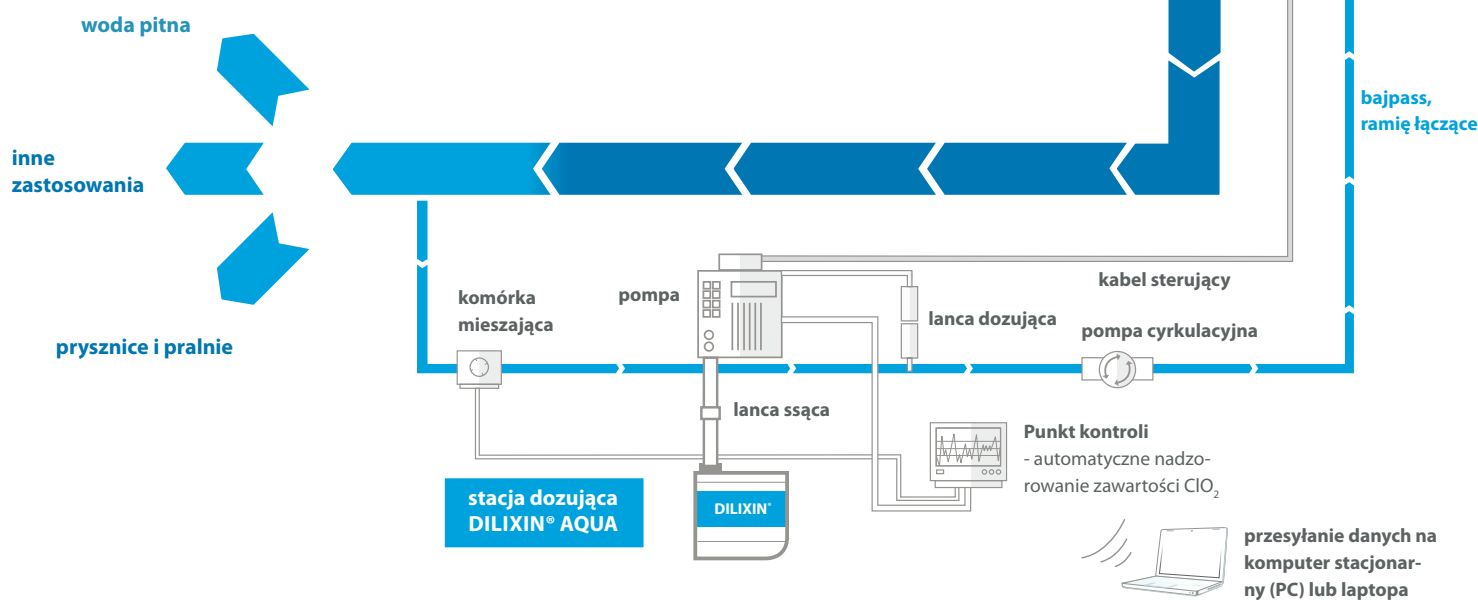 woda pitna
bajpass,
ramię łączące
inne
zastosowania
kabel sterujący
komórka
mieszająca
pompa
lanca dozująca
pompa cyrkulacyjna
prysznice i pralnie
lanca ssąca
Punkt kontroli
- automatyczne nadzo-
rowanie zawartości ClO₂
stacja dozująca
DILIXIN® AQUA
DILIXIN®
przesyłanie danych na
komputer stacjonar-
ny (PC) lub laptopa